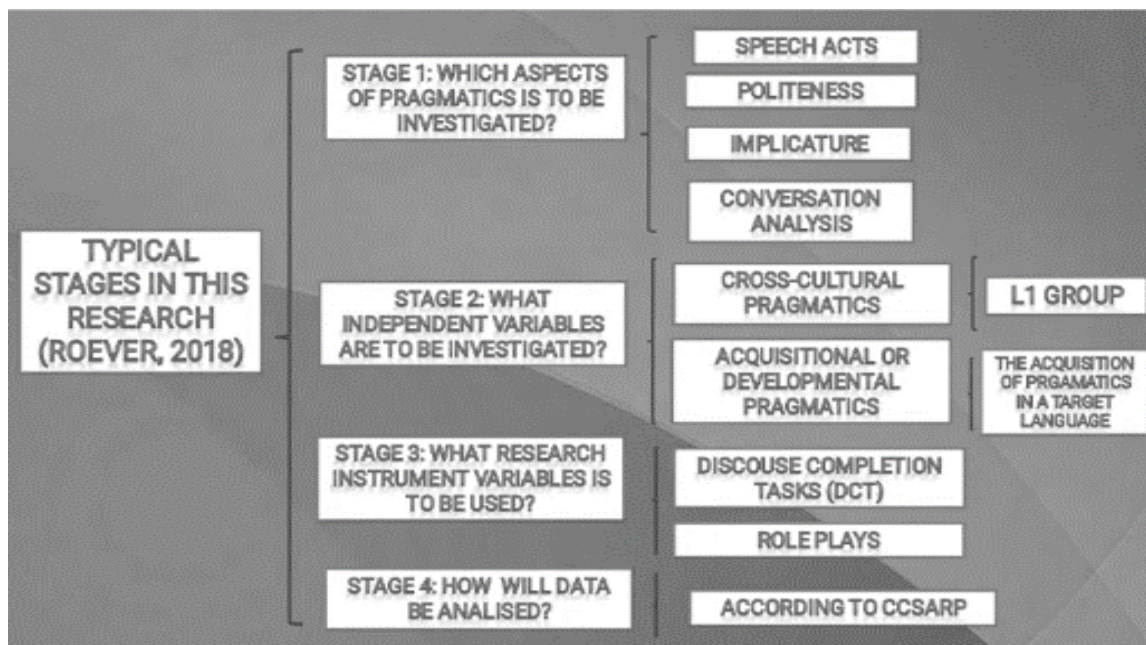 TYPICAL
STAGES IN THIS
RESEARCH
(ROEVER, 2018)
STAGE 1: WHICH ASPECTS
OF PRAGMATICS IS TO BE
INVESTIGATED?
SPEECH ACTS
POLITENESS
IMPLICATURE
CONVERSATION
ANALYSIS
STAGE 2: WHAT
INDEPENDENT VARIABLES
ARE TO BE INVESTIGATED?
CROSS-CULTURAL
PRAGMATICS
L1 GROUP
ACQUISITIONAL OR
DEVELOPMENTAL
PRAGMATICS
THE ACQUISITION
OF PRGAMATICS
IN A TARGET
LANGUAGE
STAGE 3: WHAT RESEARCH
INSTRUMENT VARIABLES IS
TO BE USED?
DISCOUSE COMPLETION
TASKS (DCT)
ROLE PLAYS
STAGE 4: HOW WILL DATA
BE ANALISED?
ACCORDING TO CCSARP